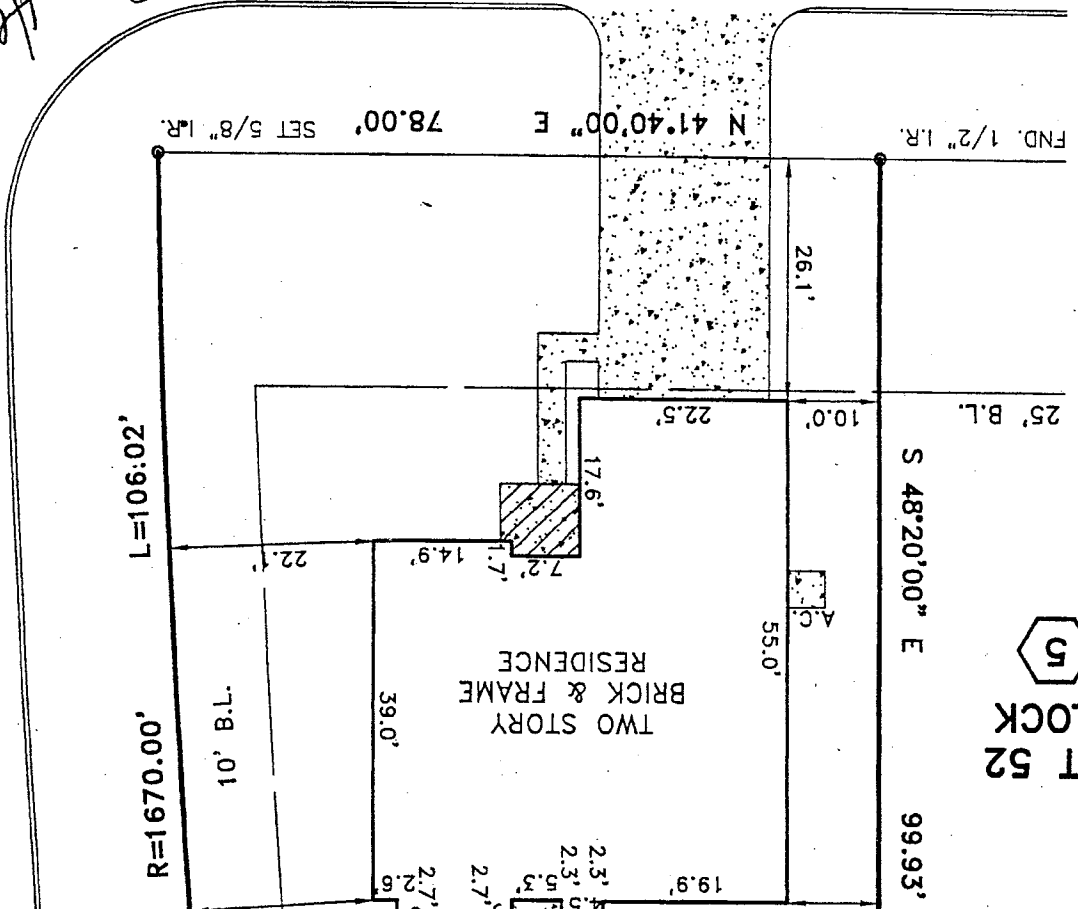 SET 5/8" I.R.
78.00'
N 41°40'00" E
FND. 1/2" I.R.
26.1'
25' B.L.
10.0'
22.5'
17.6'
7.2'
1.7'
14.9'
22.1'
L=106.02'
R=1670.00'
10' B.L.
39.0'
55.0'
A.C.
TWO STORY
BRICK & FRAME
RESIDENCE
S 48°20'00" E
99.93'
T 52
LOCK
5
19.9'
2.3'
2.3'
4.5
5.3'
2.7'
2.7'
2.6'